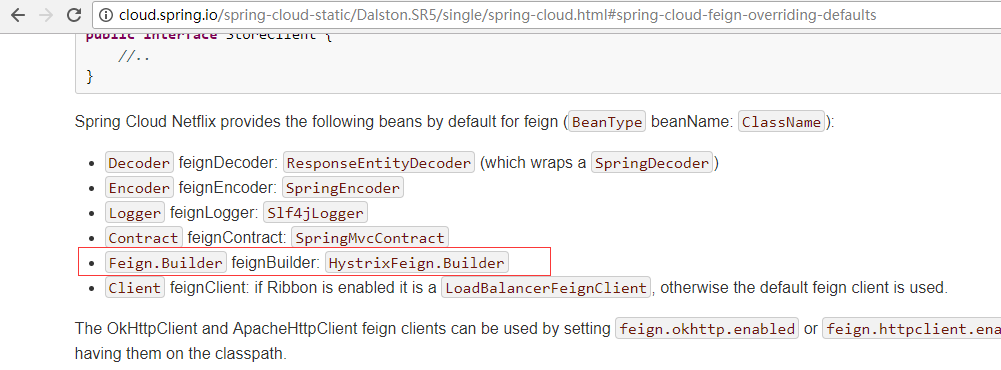 cloud.spring.io/spring-cloud-static/Dalston.SR5/single/spring-cloud.html#spring-cloud-feign-overriding-defaults
public interface StoreClient {
//..
}
Spring Cloud Netflix provides the following beans by default for feign (BeanType beanName: ClassName):
• Decoder feignDecoder: ResponseEntityDecoder (which wraps a SpringDecoder)
• Encoder feignEncoder: SpringEncoder
• Logger feignLogger: Slf4jLogger
• Contract feignContract: SpringMvcContract
• Feign.Builder feignBuilder: HystrixFeign.Builder
• Client feignClient: if Ribbon is enabled it is a LoadBalancerFeignClient, otherwise the default feign client is used.
The OkHttpClient and ApacheHttpClient feign clients can be used by setting feign.okhttp.enabled or feign.httpclient.ena
having them on the classpath.